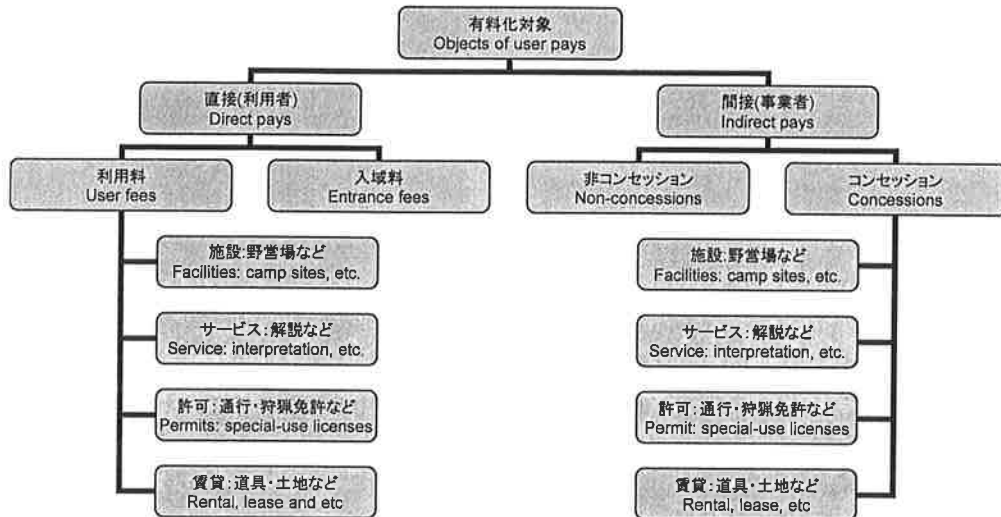 有料化対象
Objects of user pays
直接(利用者)
Direct pays
間接(事業者)
Indirect pays
利用料
User fees
入域料
Entrance fees
非コンセッション
Non-concessions
コンセッション
Concessions
施設:野営場など
Facilities: camp sites, etc.
サービス:解説など
Service: interpretation, etc.
許可:通行・狩猟免許など
Permits: special-use licenses
賃貸:道具・土地など
Rental, lease and etc
施設:野営場など
Facilities: camp sites, etc.
サービス:解説など
Service: interpretation, etc.
許可:通行・狩猟免許など
Permit: special-use licenses
賃貸:道具・土地など
Rental, lease, etc